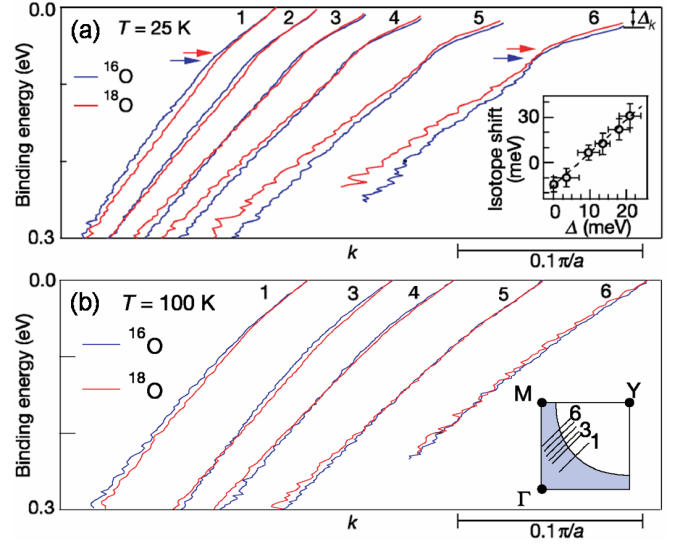 (a) T = 25 K
1 2 3 4 5 6
Δk
16O
18O
Binding energy (eV)
0.0
0.3
Isotope shift
(meV)
30
0
0 10 20
Δ (meV)
k
0.1π/a
(b) T = 100 K
1 3 4 5 6
16O
18O
Binding energy (eV)
0.0
0.3
M Y
6
3
1
Γ
k
0.1π/a